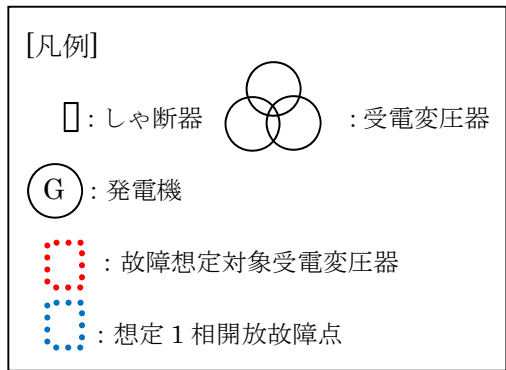 [凡例]
: しゃ断器 : 受電変圧器
G : 発電機
: 故障想定対象受電変圧器
: 想定 1 相開放故障点